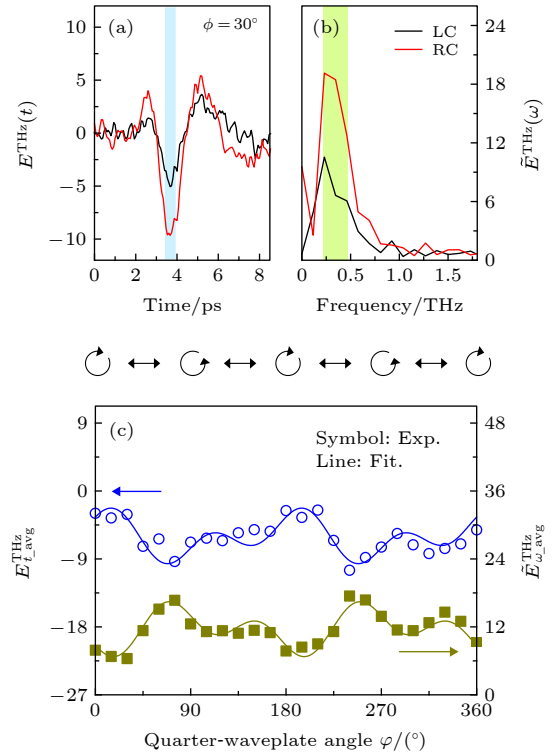 (a)
ϕ = 30°
10
5
0
−5
−10
E^THz(t)
0
2
4
6
8
Time/ps
(b)
LC
RC
24
18
12
6
0
Ẽ^THz(ω)
0
0.5
1.0
1.5
Frequency/THz
(c)
Symbol: Exp.
Line: Fit.
9
0
−9
−18
−27
E^THz_t_avg
48
36
24
12
0
Ẽ^THz_ω_avg
0
90
180
270
360
Quarter-waveplate angle φ/(°)